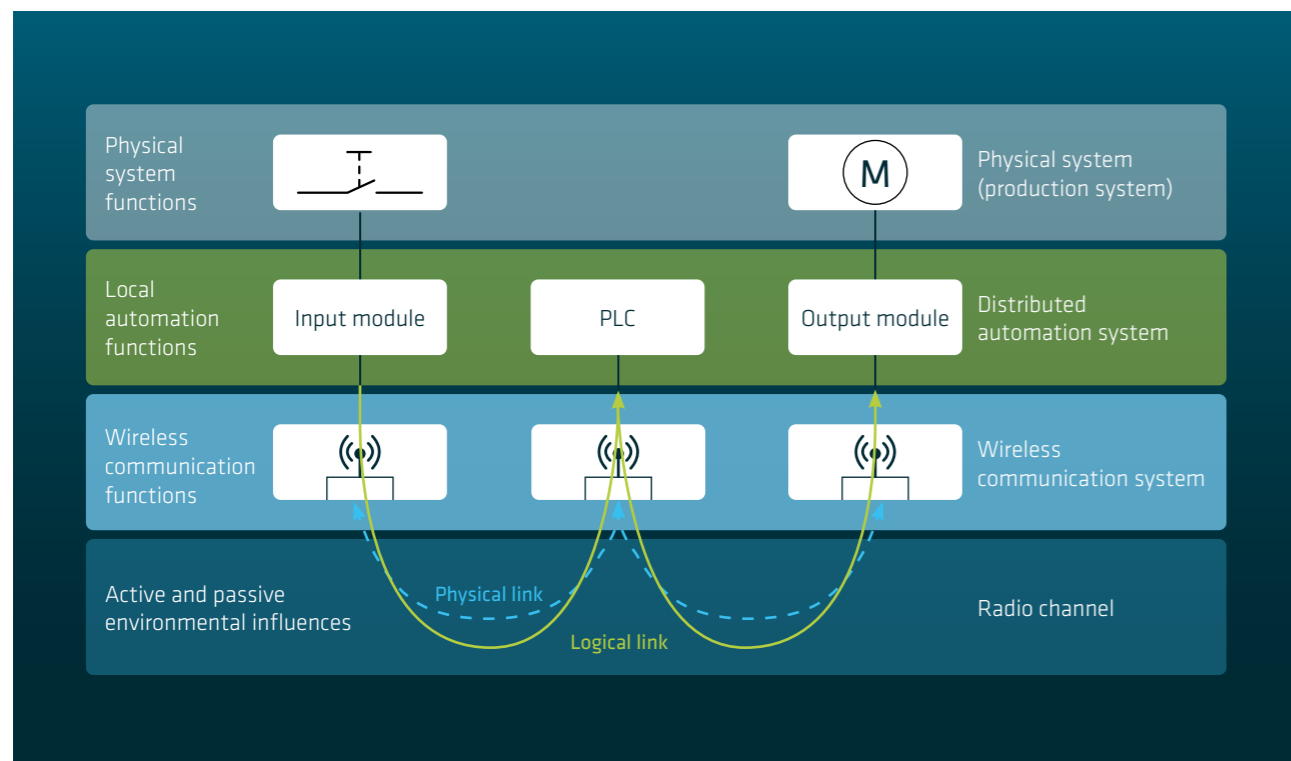 Physical
system
functions
M
Physical system
(production system)
Local
automation
functions
Input module
PLC
Output module
Distributed
automation system
Wireless
communication
functions
Wireless
communication system
Active and passive
environmental influences
Physical link
Logical link
Radio channel